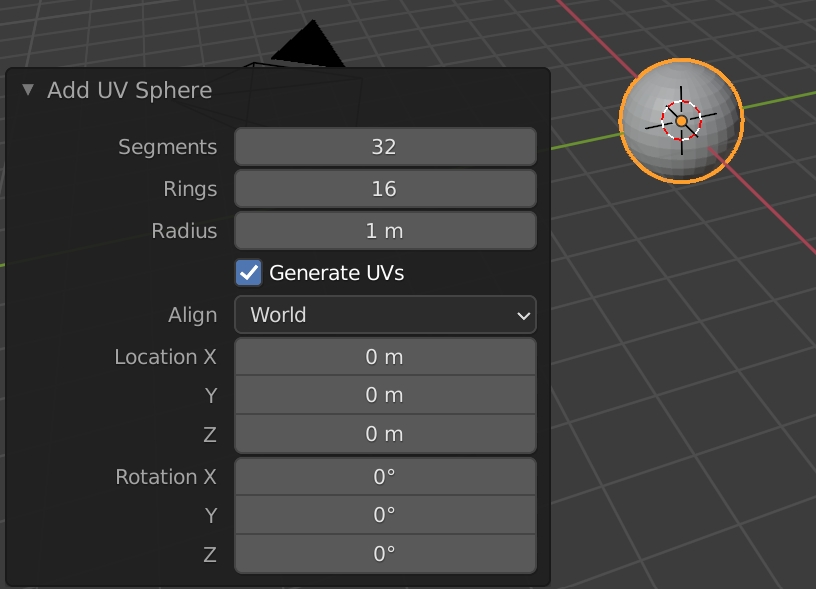 Add UV Sphere
Segments 32
Rings 16
Radius 1 m
Generate UVs
Align World
Location X 0 m
Y 0 m
Z 0 m
Rotation X 0°
Y 0°
Z 0°